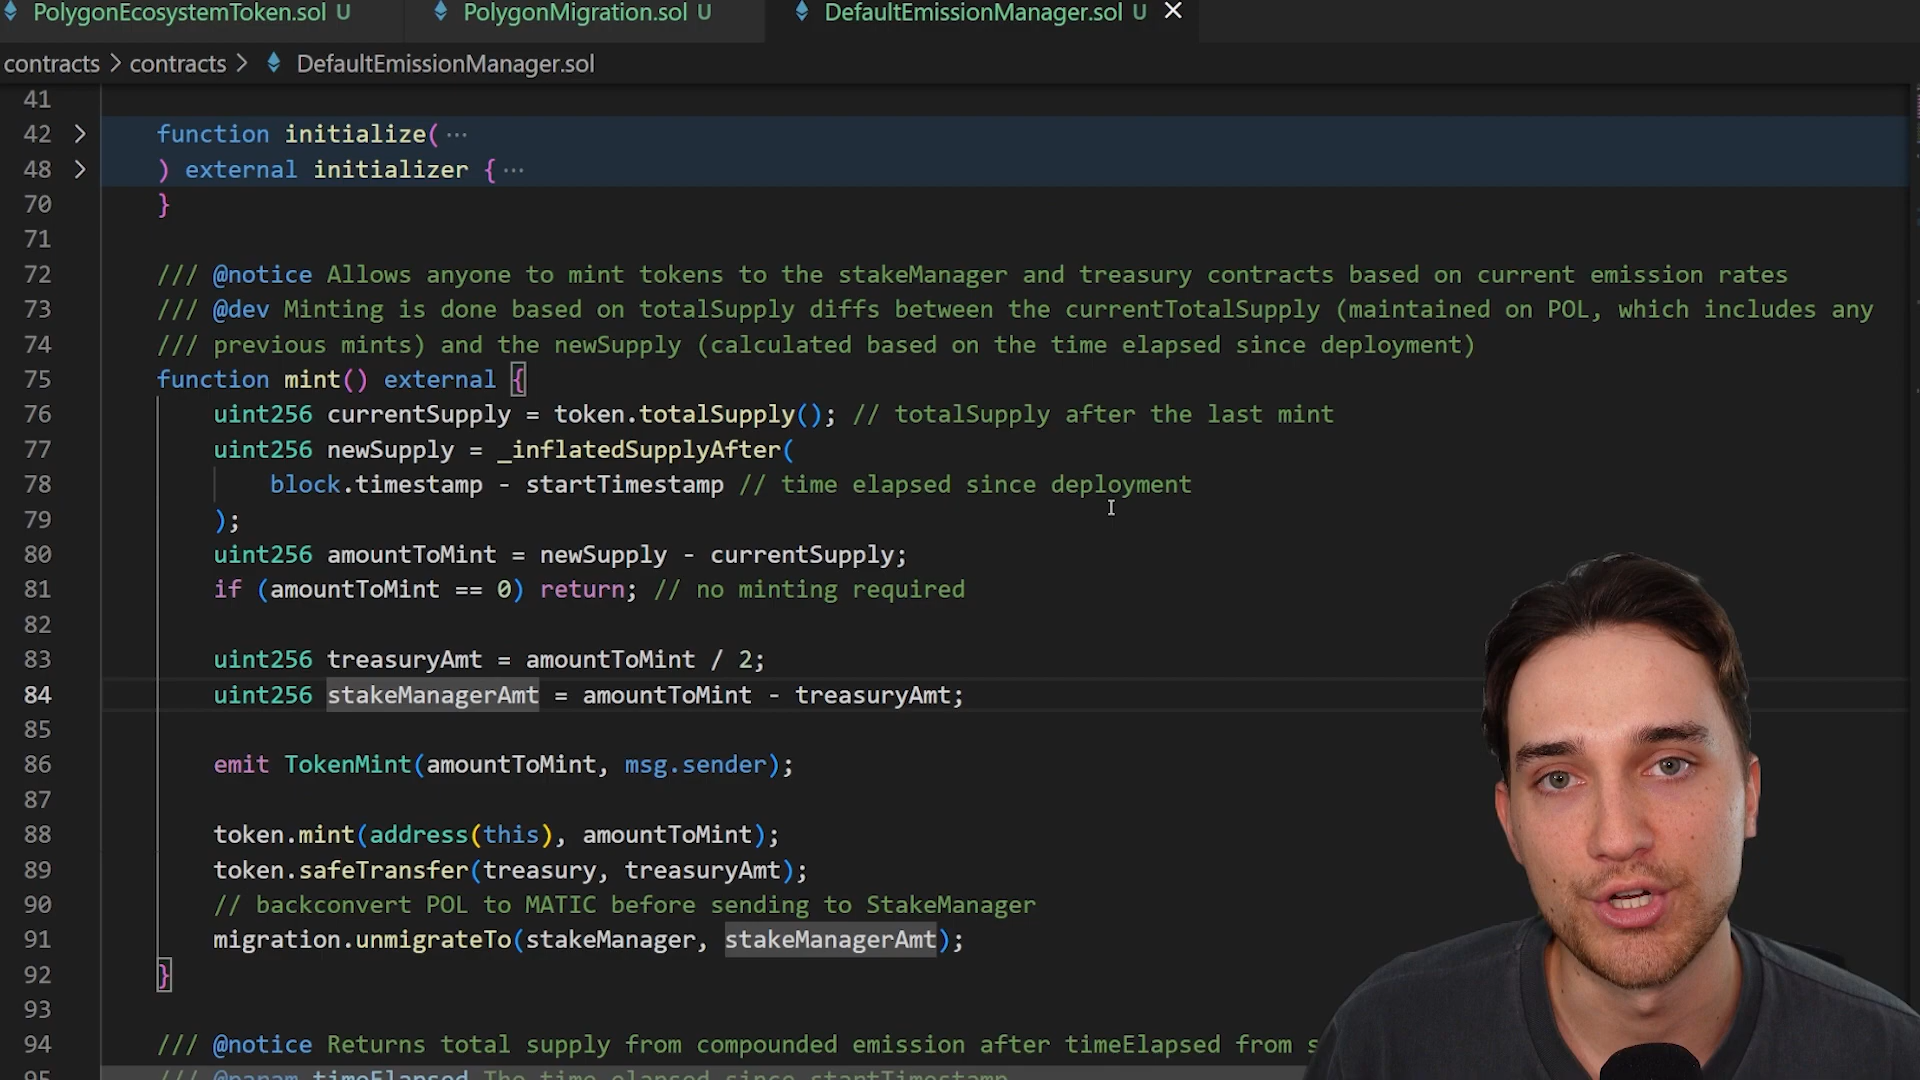 PolygonEcosystemToken.sol U PolygonMigration.sol U DefaultEmissionManager.sol U
contracts > contracts > DefaultEmissionManager.sol
41
42 function initialize( ···
48 ) external initializer { ···
70 }
71
72 /// @notice Allows anyone to mint tokens to the stakeManager and treasury contracts based on current emission rates
73 /// @dev Minting is done based on totalSupply diffs between the currentTotalSupply (maintained on POL, which includes any
74 /// previous mints) and the newSupply (calculated based on the time elapsed since deployment)
75 function mint() external {
76 uint256 currentSupply = token.totalSupply(); // totalSupply after the last mint
77 uint256 newSupply = _inflatedSupplyAfter(
78 block.timestamp - startTimestamp // time elapsed since deployment
79 );
80 uint256 amountToMint = newSupply - currentSupply;
81 if (amountToMint == 0) return; // no minting required
82
83 uint256 treasuryAmt = amountToMint / 2;
84 uint256 stakeManagerAmt = amountToMint - treasuryAmt;
85
86 emit TokenMint(amountToMint, msg.sender);
87
88 token.mint(address(this), amountToMint);
89 token.safeTransfer(treasury, treasuryAmt);
90 // backconvert POL to MATIC before sending to StakeManager
91 migration.unmigrateTo(stakeManager, stakeManagerAmt);
92 }
93
94 /// @notice Returns total supply from compounded emission after timeElapsed from s
95 /// @param timeElapsed The time elapsed since startTimestamp